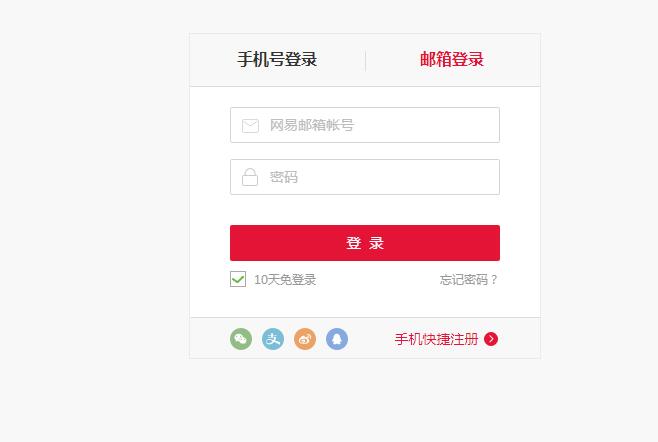 手机号登录
邮箱登录
网易邮箱帐号
密码
登 录
10天免登录
忘记密码？
支
手机快捷注册